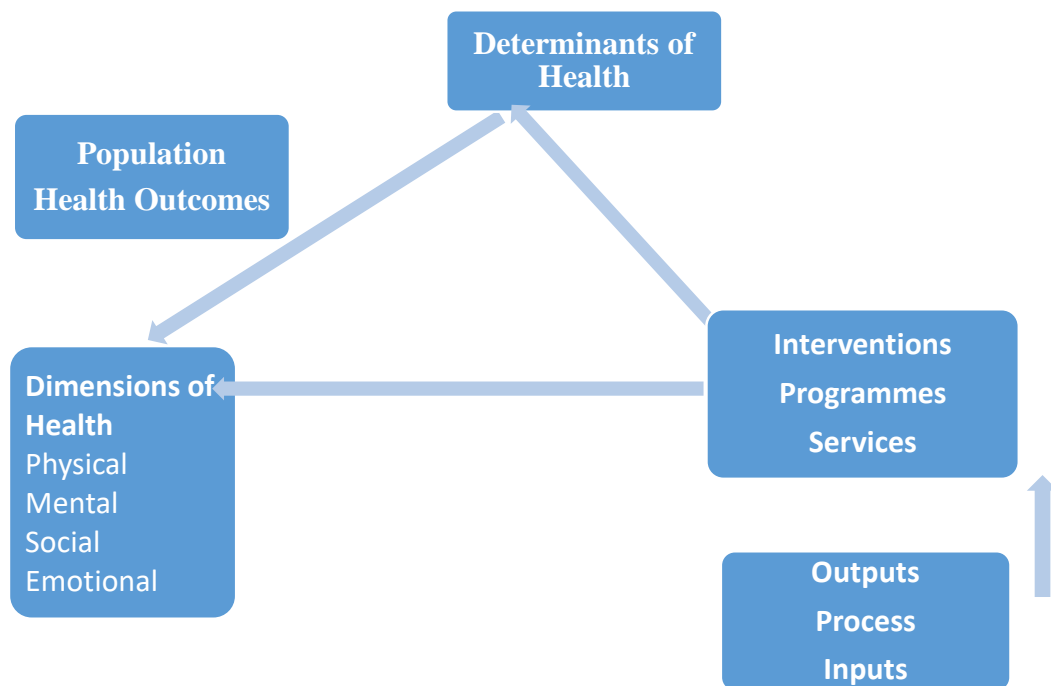 Determinants of
Health
Population
Health Outcomes
Dimensions of
Health
Physical
Mental
Social
Emotional
Interventions
Programmes
Services
Outputs
Process
Inputs